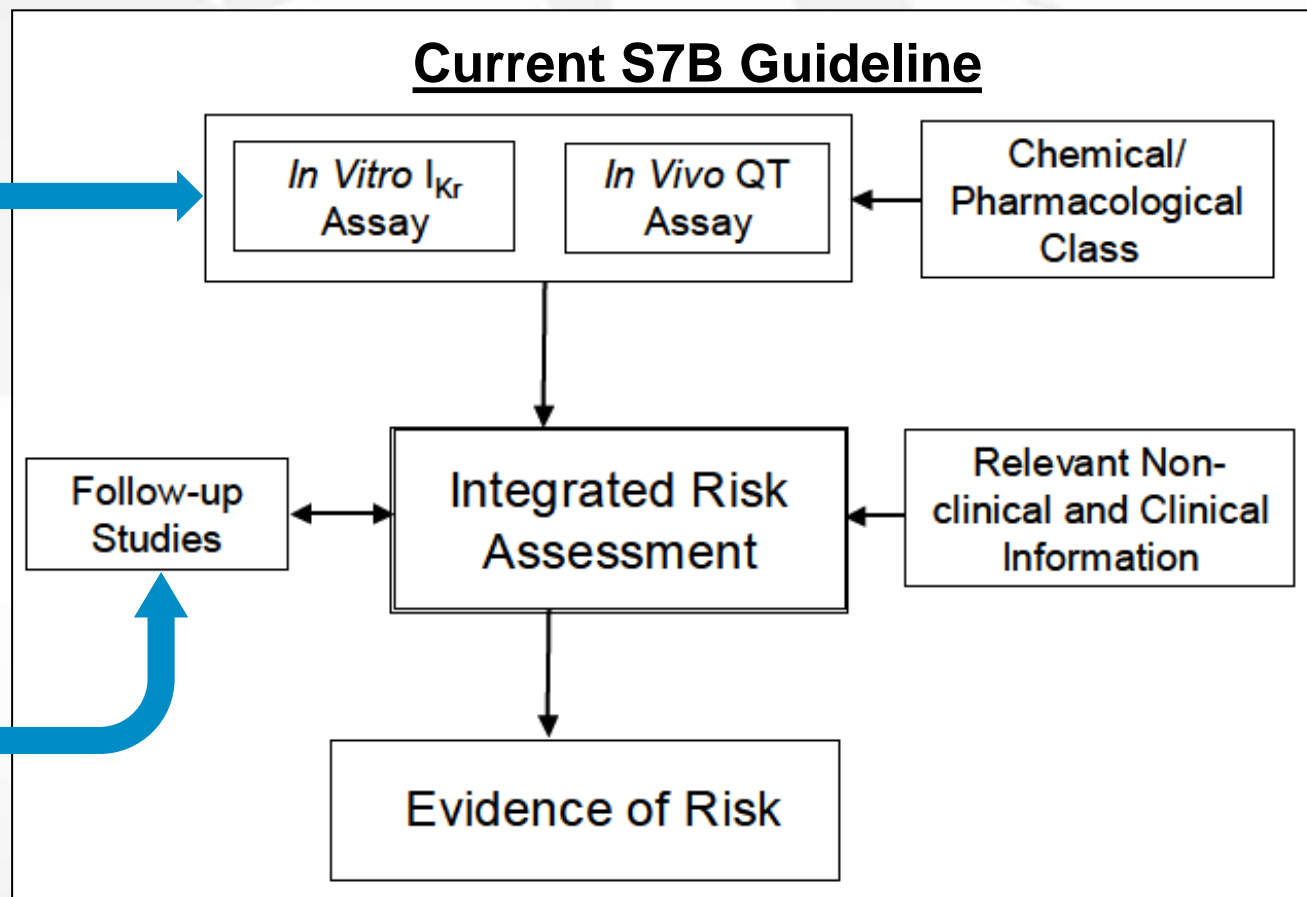 Current S7B Guideline
In Vitro I_Kr
Assay
In Vivo QT
Assay
Chemical/
Pharmacological
Class
Follow-up
Studies
Integrated Risk
Assessment
Relevant Non-
clinical and Clinical
Information
Evidence of Risk